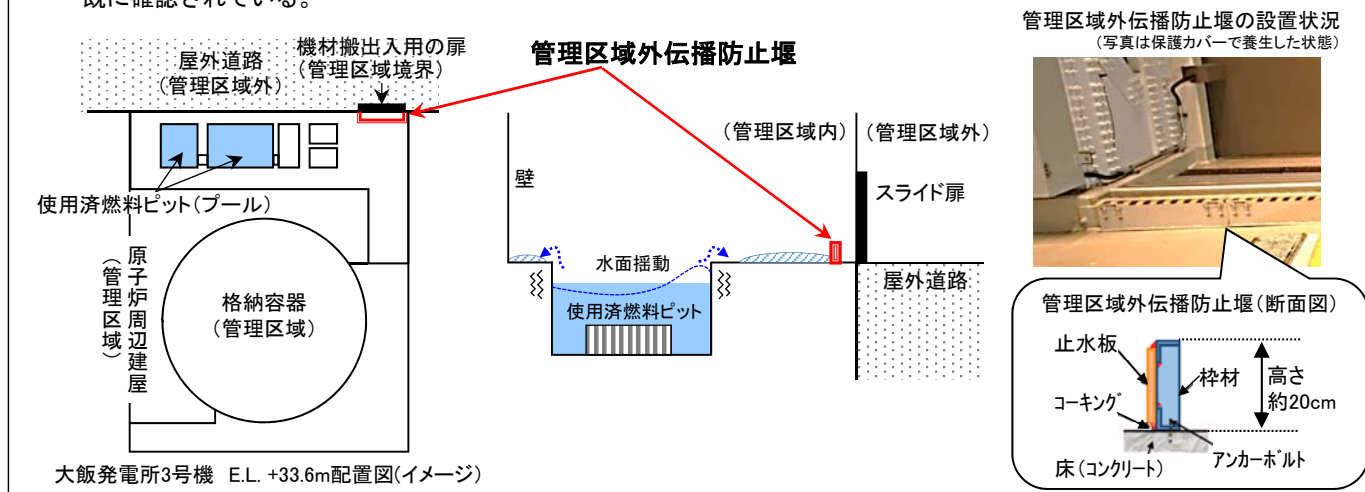 既に確認されている。
屋外道路
(管理区域外)
機材搬出入用の扉
(管理区域境界)
管理区域外伝播防止堰
使用済燃料ピット(プール)
原子炉周辺建屋
(管理区域)
格納容器
(管理区域)
大飯発電所3号機 E.L. +33.6m配置図(イメージ)
(管理区域内)
(管理区域外)
壁
スライド扉
水面揺動
使用済燃料ピット
屋外道路
管理区域外伝播防止堰の設置状況
(写真は保護カバーで養生した状態)
管理区域外伝播防止堰(断面図)
止水板
枠材
高さ
約20cm
コーキング
床(コンクリート)
アンカーボルト